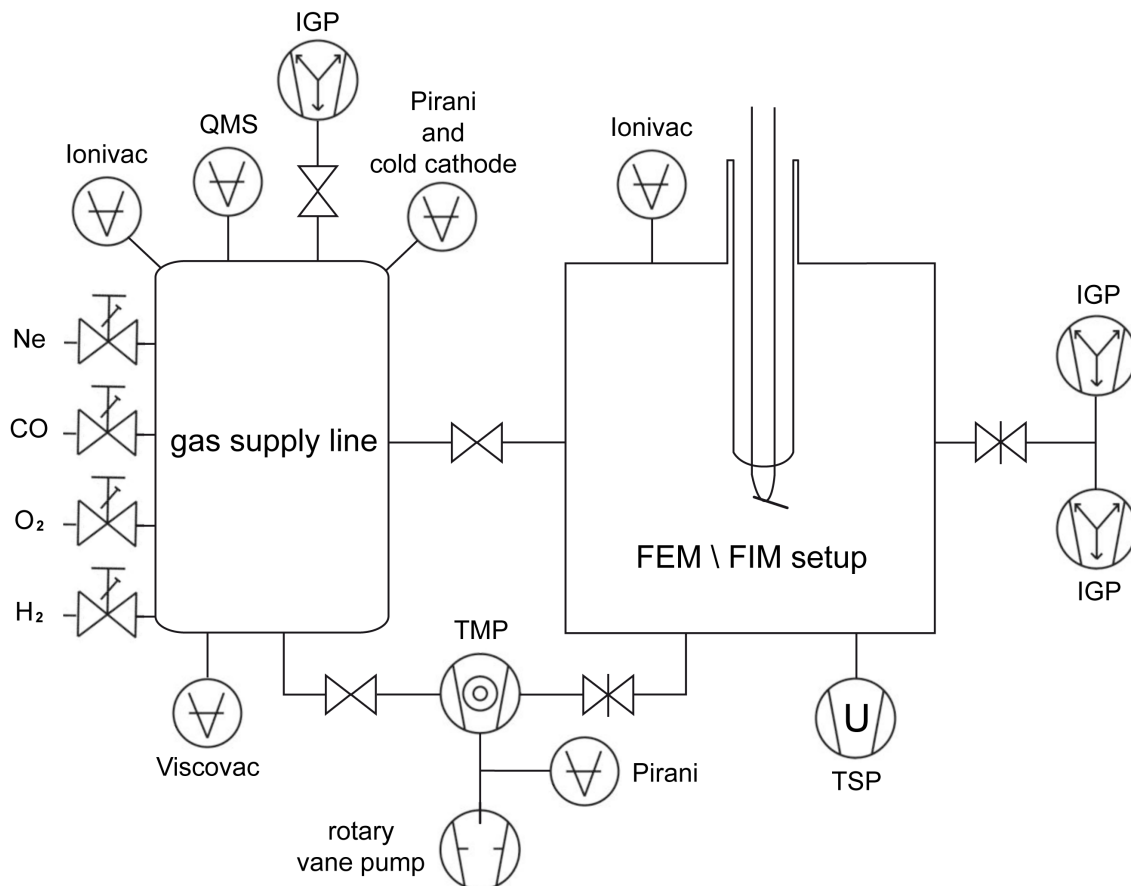 IGP
Pirani
and
cold cathode
QMS
Ionivac
Ionivac
Ne
CO
O₂
H₂
gas supply line
IGP
IGP
FEM \ FIM setup
TMP
Viscovac
Pirani
U
TSP
rotary
vane pump